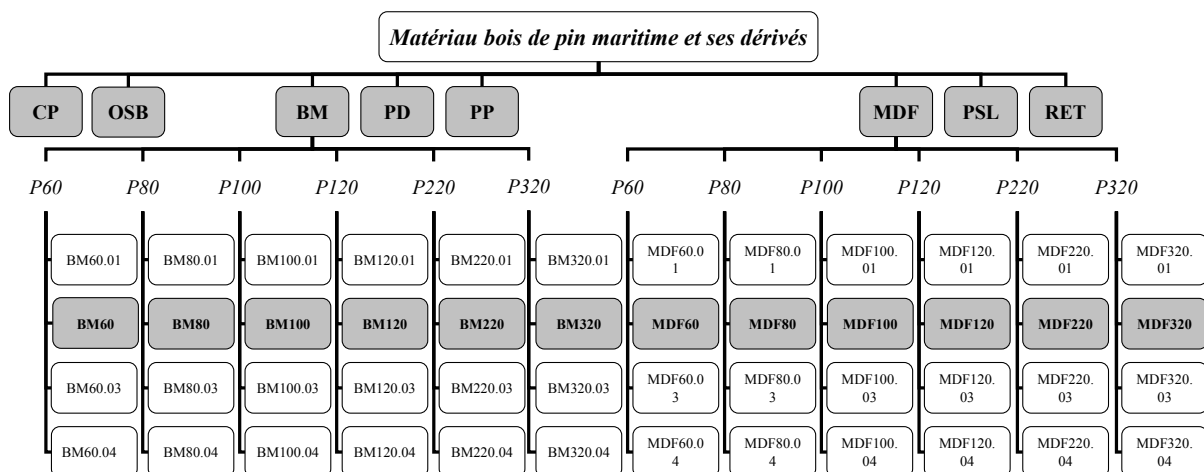 Matériau bois de pin maritime et ses dérivés
CP OSB BM PD PP MDF PSL RET
P60 P80 P100 P120 P220 P320 P60 P80 P100 P120 P220 P320
BM60.01 BM80.01 BM100.01 BM120.01 BM220.01 BM320.01 MDF60.0 MDF80.0 MDF100. MDF120. MDF220. MDF320.
1 1 01 01 01 01
BM60 BM80 BM100 BM120 BM220 BM320 MDF60 MDF80 MDF100 MDF120 MDF220 MDF320
BM60.03 BM80.03 BM100.03 BM120.03 BM220.03 BM320.03 MDF60.0 MDF80.0 MDF100. MDF120. MDF220. MDF320.
3 3 03 03 03 03
BM60.04 BM80.04 BM100.04 BM120.04 BM220.04 BM320.04 MDF60.0 MDF80.0 MDF100. MDF120. MDF220. MDF320.
4 4 04 04 04 04